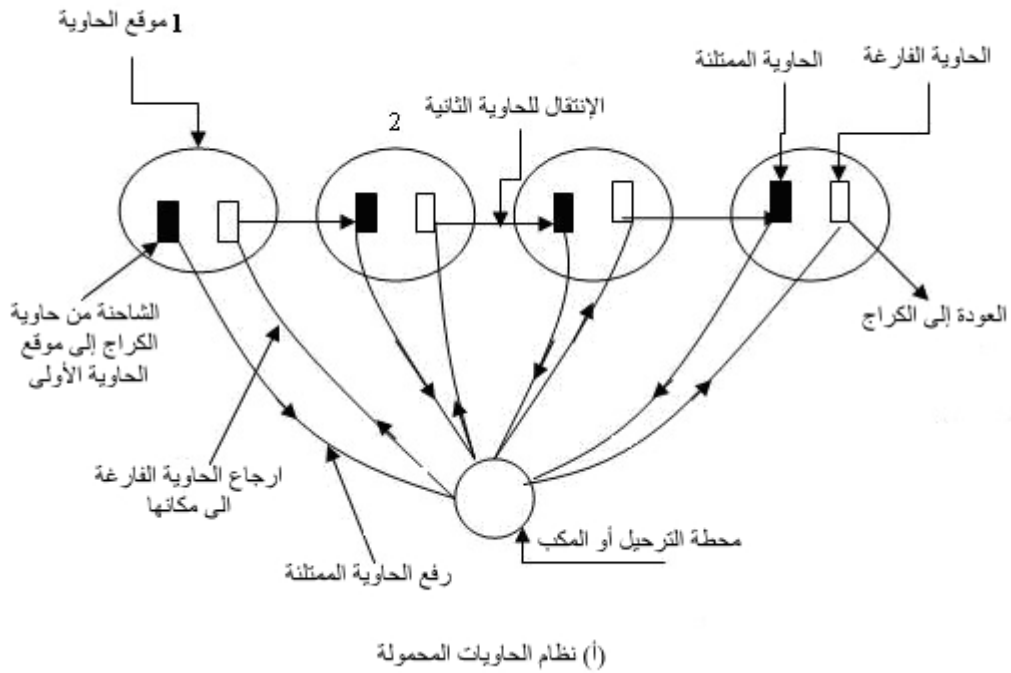 موقع الحاوية 1
الحاوية الممتلئة
الحاوية الفارغة
الإنتقال للحاوية الثانية
2
الشاحنة من حاوية
الكراج إلى موقع
الحاوية الأولى
العودة إلى الكراج
ارجاع الحاوية الفارغة
الى مكانها
محطة الترحيل أو المكب
رفع الحاوية الممتلئة
(أ) نظام الحاويات المحمولة